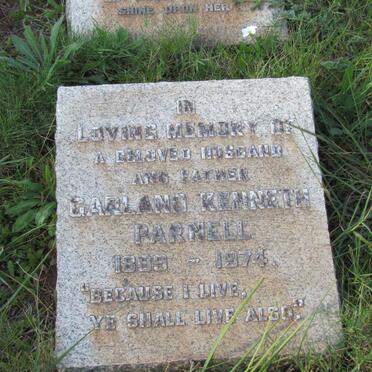 SHINE UPON HER
IN
LOVING MEMORY OF
A BELOVED HUSBAND
AND FATHER
GARLAND KENNETH
PARNELL
~ 1974.
"BECAUSE I LIVE,
YE SHALL LIVE ALSO."